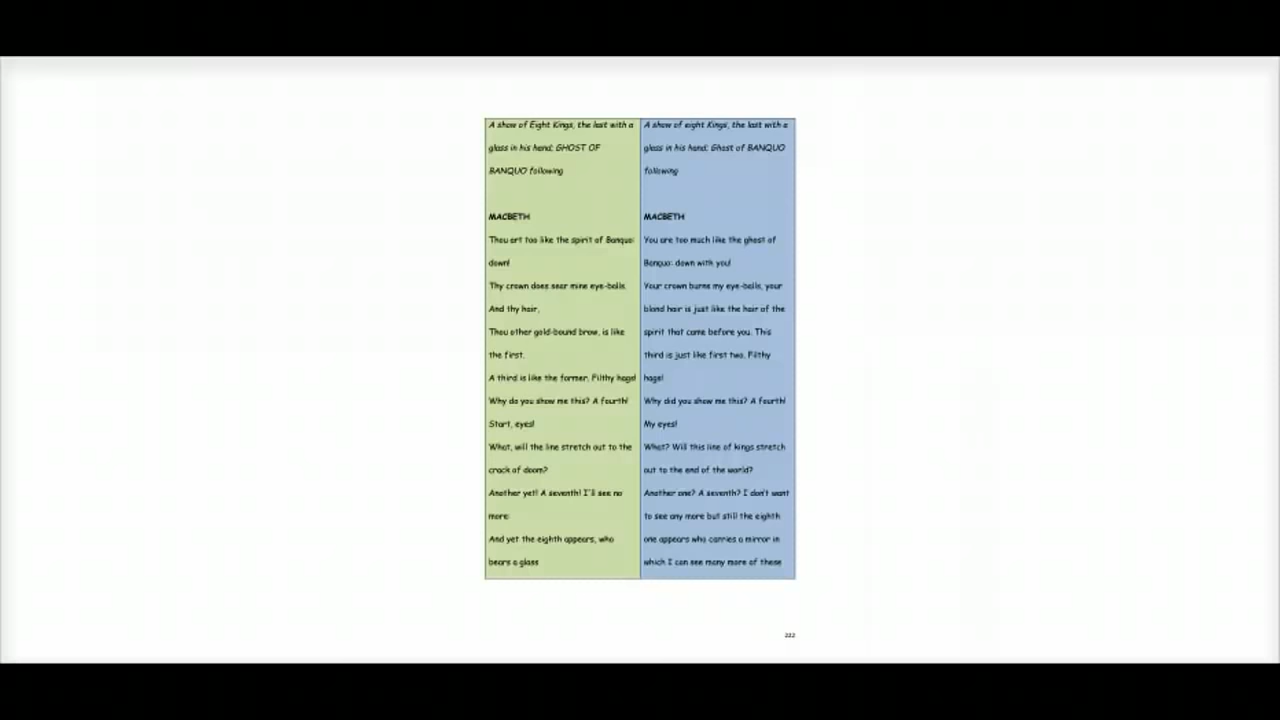 A show of Eight Kings, the last with a
glass in his hand; GHOST OF
BANQUO following
MACBETH
Thou art too like the spirit of Banquo:
down!
Thy crown does sear mine eye-balls.
And thy hair,
Thou other gold-bound brow, is like
the first.
A third is like the former. Filthy hags!
Why do you show me this? A fourth!
Start, eyes!
What, will the line stretch out to the
crack of doom?
Another yet! A seventh! I'll see no
more:
And yet the eighth appears, who
bears a glass
A show of eight Kings, the last with a
glass in his hand; Ghost of BANQUO
following
MACBETH
You are too much like the ghost of
Banquo: down with you!
Your crown burns my eye-balls, your
blond hair is just like the hair of the
spirit that came before you. This
third is just like first two. Filthy
hags!
Why did you show me this? A fourth!
My eyes!
What? Will this line of kings stretch
out to the end of the world?
Another one? A seventh? I don't want
to see any more but still the eighth
one appears who carries a mirror in
which I can see many more of these
222